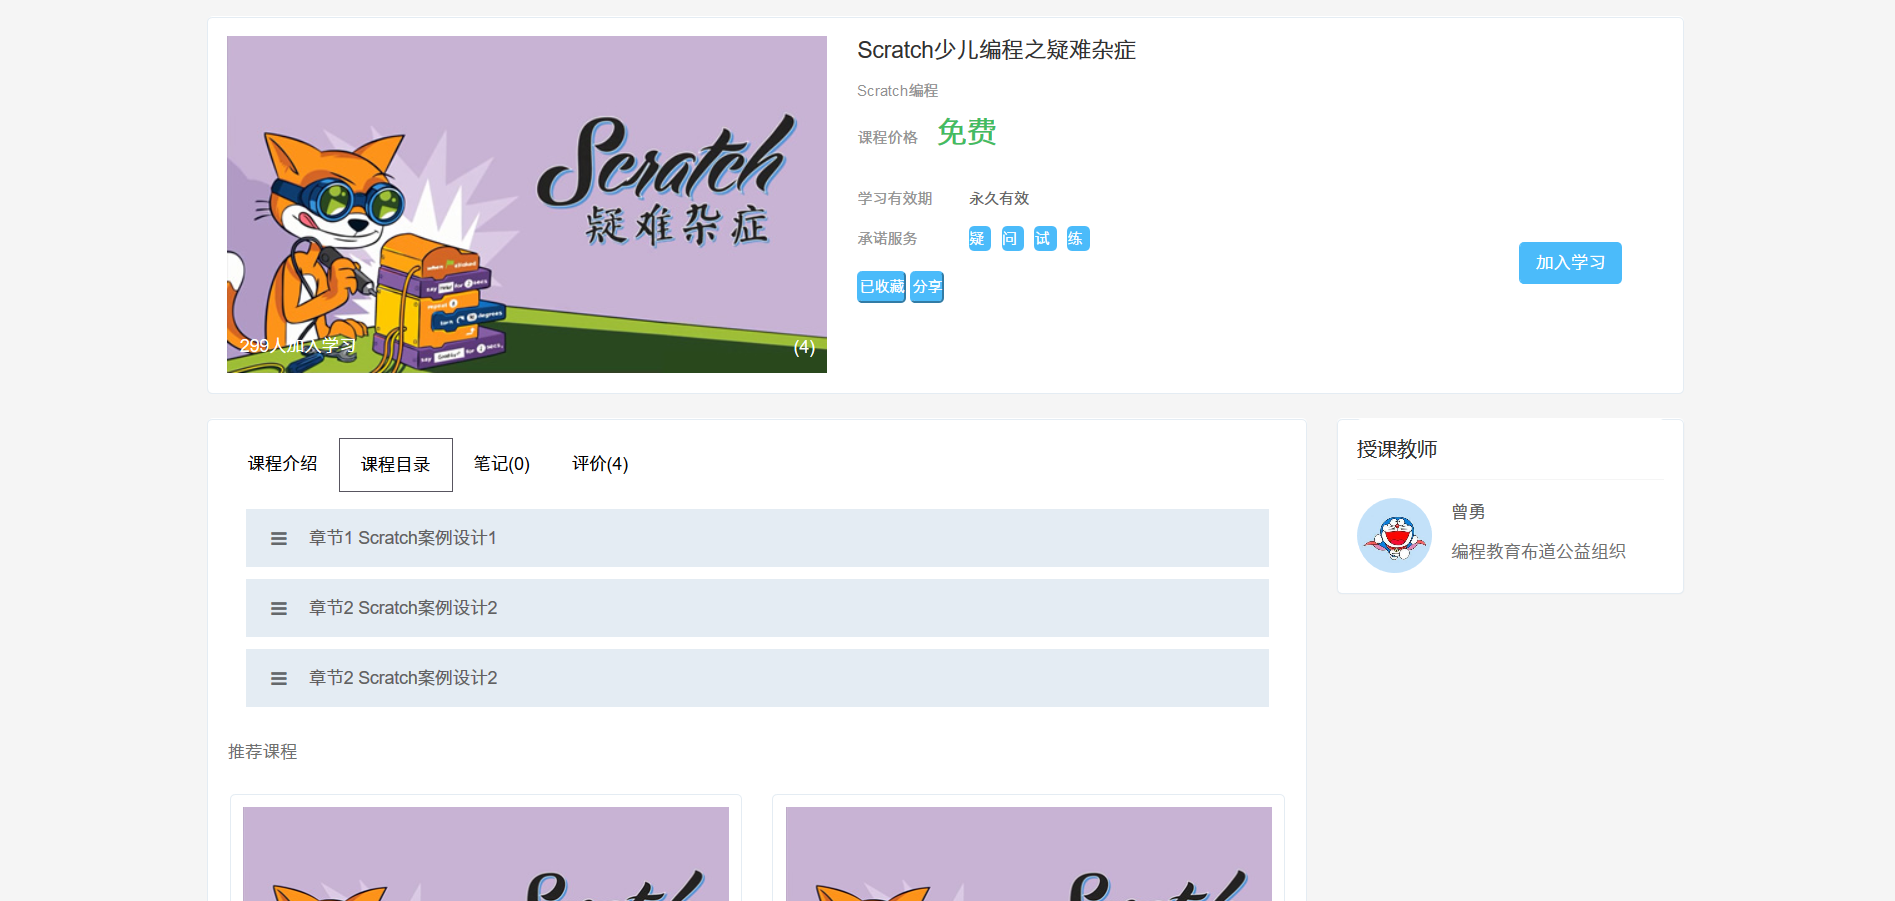 Scratch少儿编程之疑难杂症
Scratch编程
课程价格 免费
学习有效期 永久有效
承诺服务 疑 问 试 练
已收藏 分享
加入学习
Scratch
疑难杂症
299人加入学习 (4)
课程介绍 课程目录 笔记(0) 评价(4)
章节1 Scratch案例设计1
章节2 Scratch案例设计2
章节2 Scratch案例设计2
推荐课程
授课教师
曾勇
编程教育布道公益组织